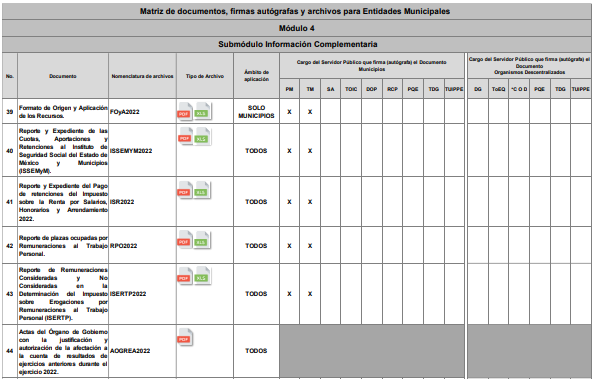 Matriz de documentos, firmas autógrafas y archivos para Entidades Municipales
Módulo 4
Submódulo Información Complementaria
No.
Documento
Nomenclatura de archivos
Tipo de Archivo
Ámbito de
aplicación
Cargo del Servidor Público que firma (autógrafa) el Documento
Municipios
Cargo del Servidor Público que firma (autógrafa) el
Documento
Organismos Descentralizados
PM TM SA TOIC DOP RCP PQE TDG TUIPPE DG ToEQ *C O D PQE TDG TUIPPE
39
Formato de Origen y Aplicación
de los Recursos.
FOyA2022
PDF XLS
SOLO
MUNICIPIOS
X X
40
Reporte y Expediente de las
Cuotas, Aportaciones y
Retenciones al Instituto de
Seguridad Social del Estado de
México y Municipios
(ISSEMyM).
ISSEMYM2022
PDF XLS
TODOS
X X
41
Reporte y Expediente del Pago
de retenciones del Impuesto
sobre la Renta por Salarios,
Honorarios y Arrendamiento
2022.
ISR2022
PDF XLS
TODOS
X X
42
Reporte de plazas ocupadas por
Remuneraciones al Trabajo
Personal.
RPO2022
PDF XLS
TODOS
X X
43
Reporte de Remuneraciones
Consideradas y No
Consideradas en la
Determinación del Impuesto
sobre Erogaciones por
Remuneraciones al Trabajo
Personal (ISERTP).
ISERTP2022
PDF XLS
TODOS
X X
44
Actas del Órgano de Gobierno
con la justificación y
autorización de la afectación a
la cuenta de resultados de
ejercicios anteriores durante el
ejercicio 2022.
AOGREA2022
PDF
TODOS